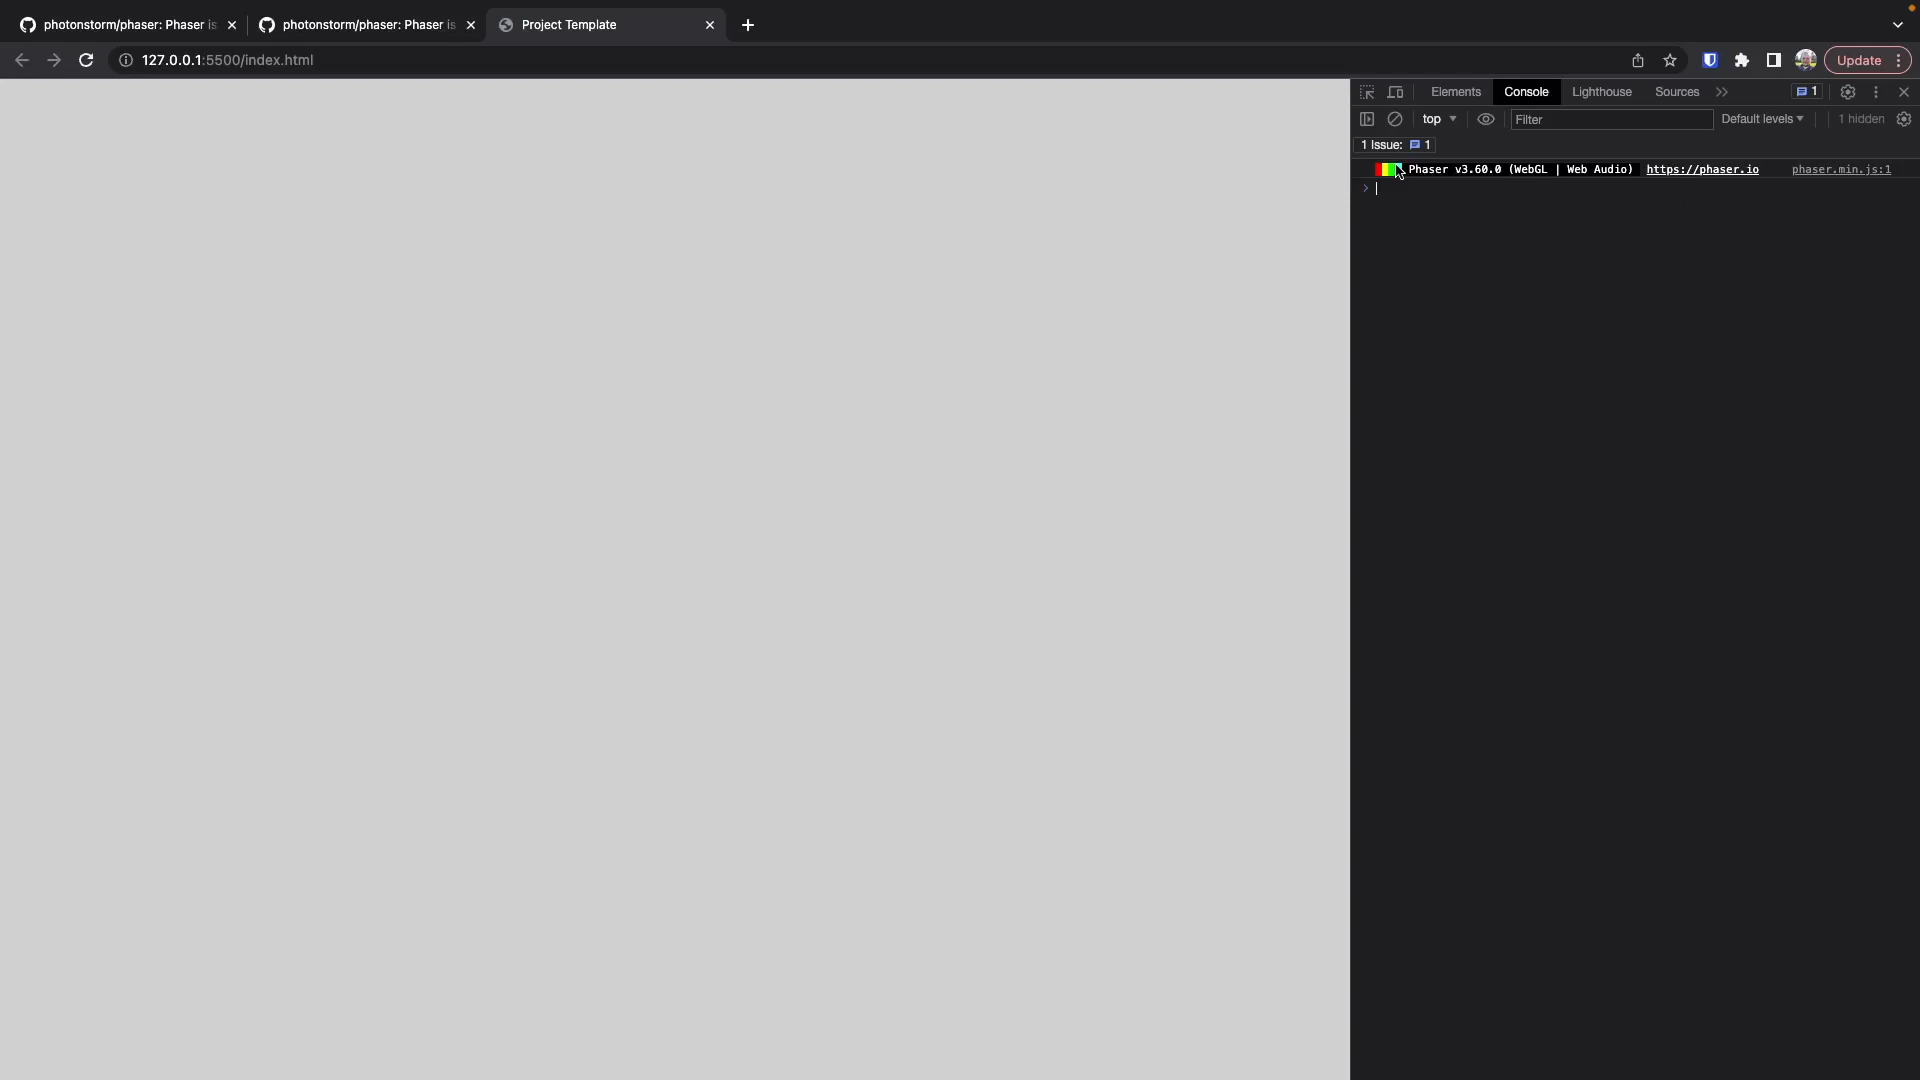 photonstorm/phaser: Phaser is
photonstorm/phaser: Phaser is
Project Template
127.0.0.1:5500/index.html
Update
Elements
Console
Lighthouse
Sources
1
top
Filter
Default levels
1 hidden
1 Issue: 1
Phaser v3.60.0 (WebGL | Web Audio) https://phaser.io phaser.min.js:1
>